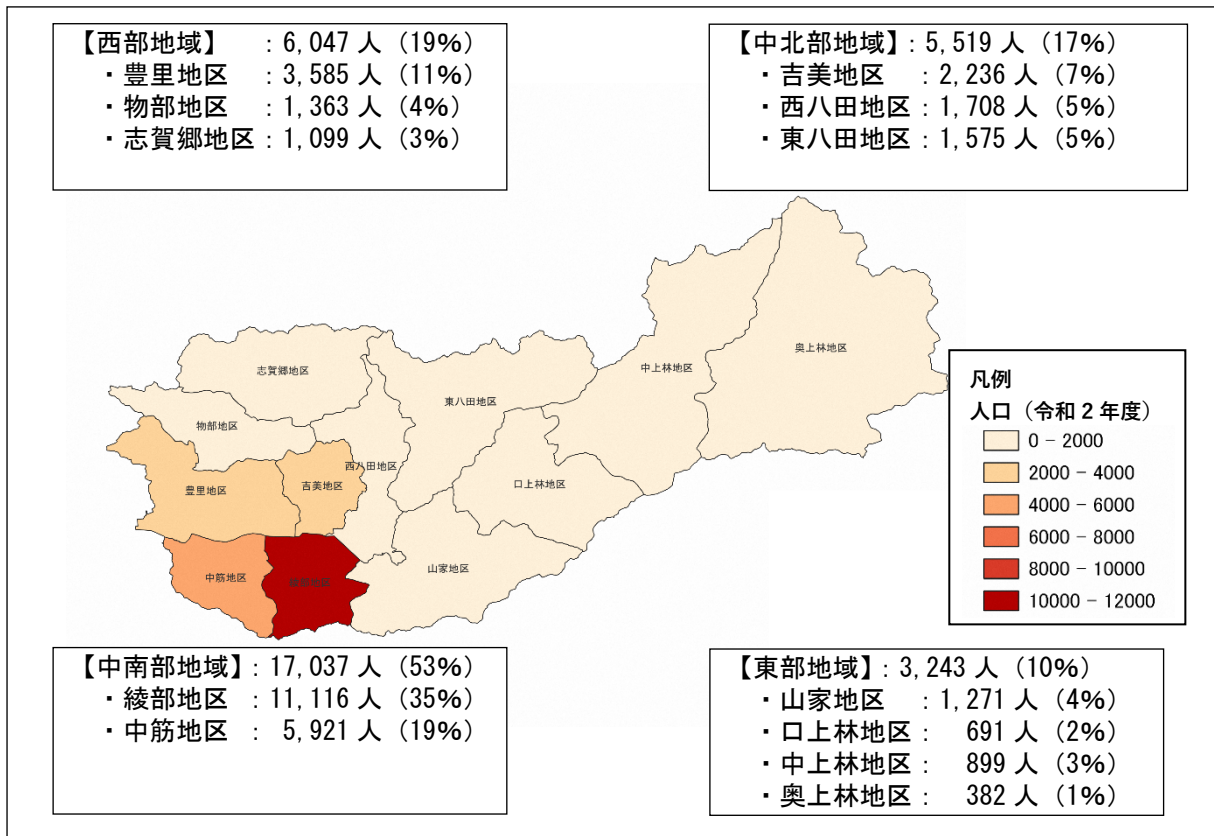 【西部地域】 : 6,047 人 (19%)
・豊里地区 : 3,585 人 (11%)
・物部地区 : 1,363 人 (4%)
・志賀郷地区 : 1,099 人 (3%)
【中北部地域】: 5,519 人 (17%)
・吉美地区 : 2,236 人 (7%)
・西八田地区 : 1,708 人 (5%)
・東八田地区 : 1,575 人 (5%)
奥上林地区
中上林地区
志賀郷地区
東八田地区
物部地区
西八田地区
豊里地区
吉美地区
口上林地区
中筋地区
綾部地区
山家地区
凡例
人口（令和 2 年度）
0 - 2000
2000 - 4000
4000 - 6000
6000 - 8000
8000 - 10000
10000 - 12000
【中南部地域】: 17,037 人 (53%)
・綾部地区 : 11,116 人 (35%)
・中筋地区 : 5,921 人 (19%)
【東部地域】: 3,243 人 (10%)
・山家地区 : 1,271 人 (4%)
・口上林地区 : 691 人 (2%)
・中上林地区 : 899 人 (3%)
・奥上林地区 : 382 人 (1%)